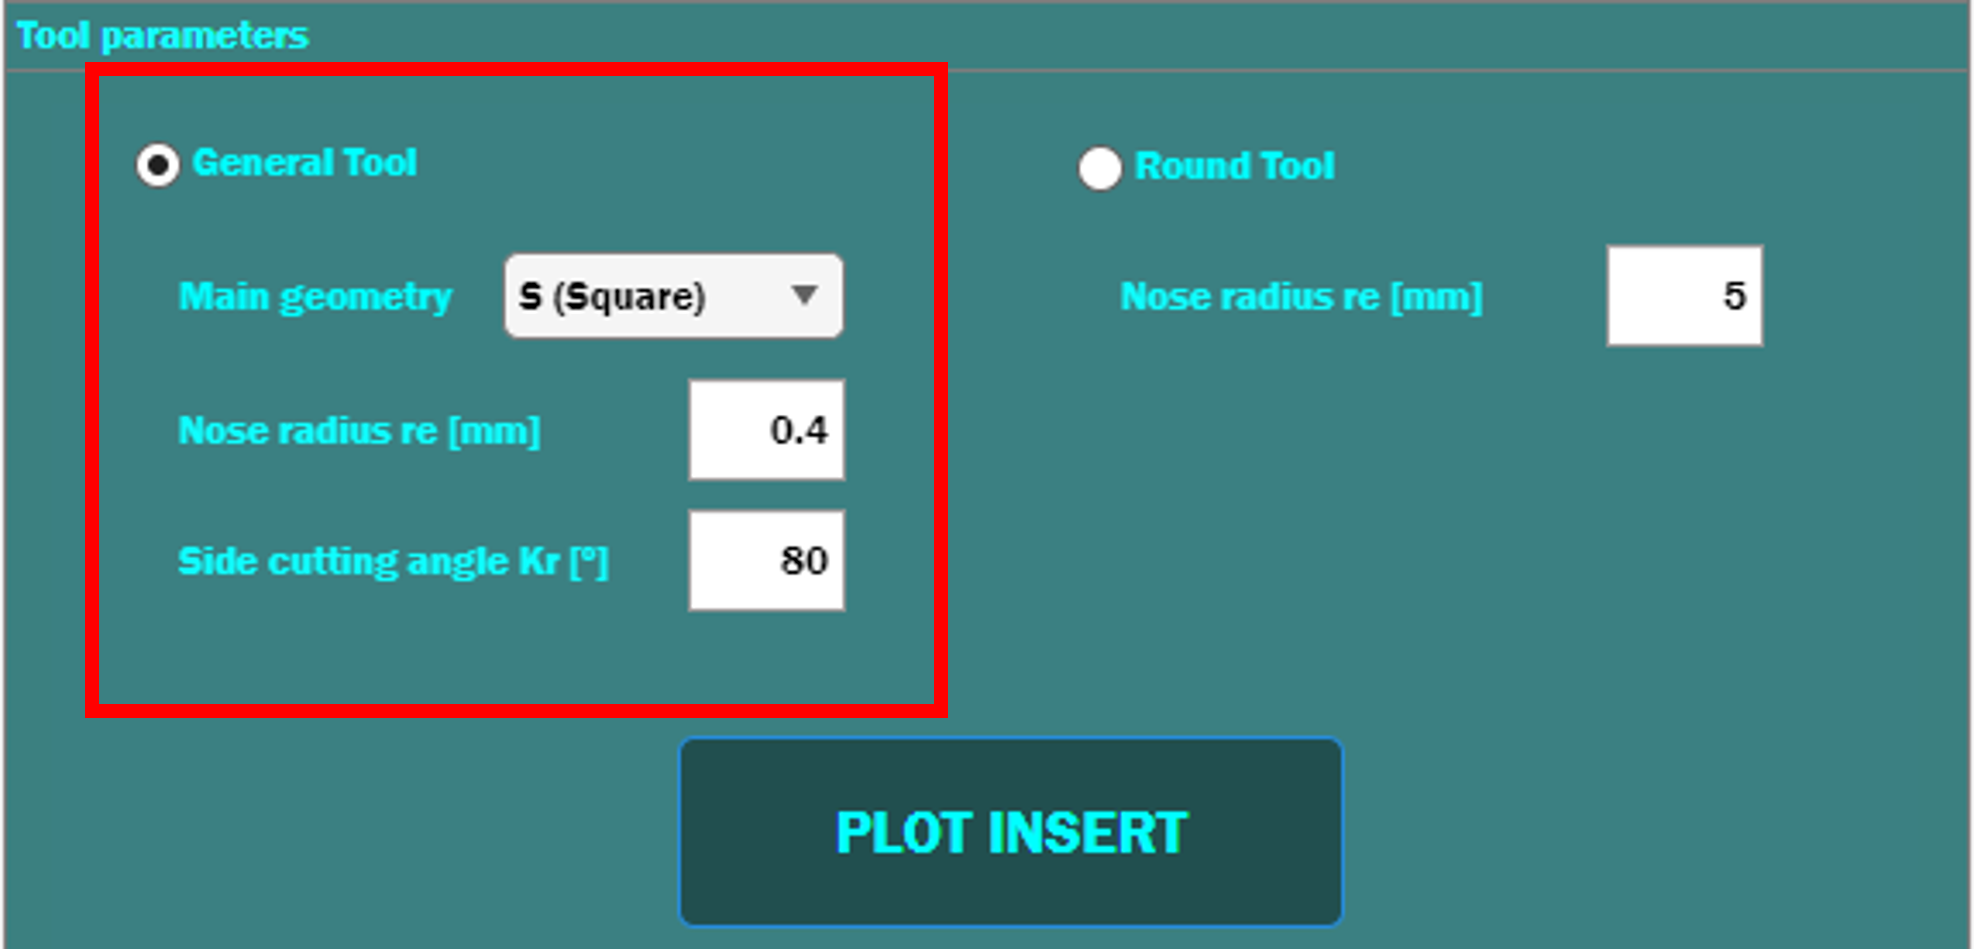 Tool parameters
General Tool
Main geometry S (Square)
Nose radius re [mm] 0.4
Side cutting angle Kr [°] 80
Round Tool
Nose radius re [mm] 5
PLOT INSERT